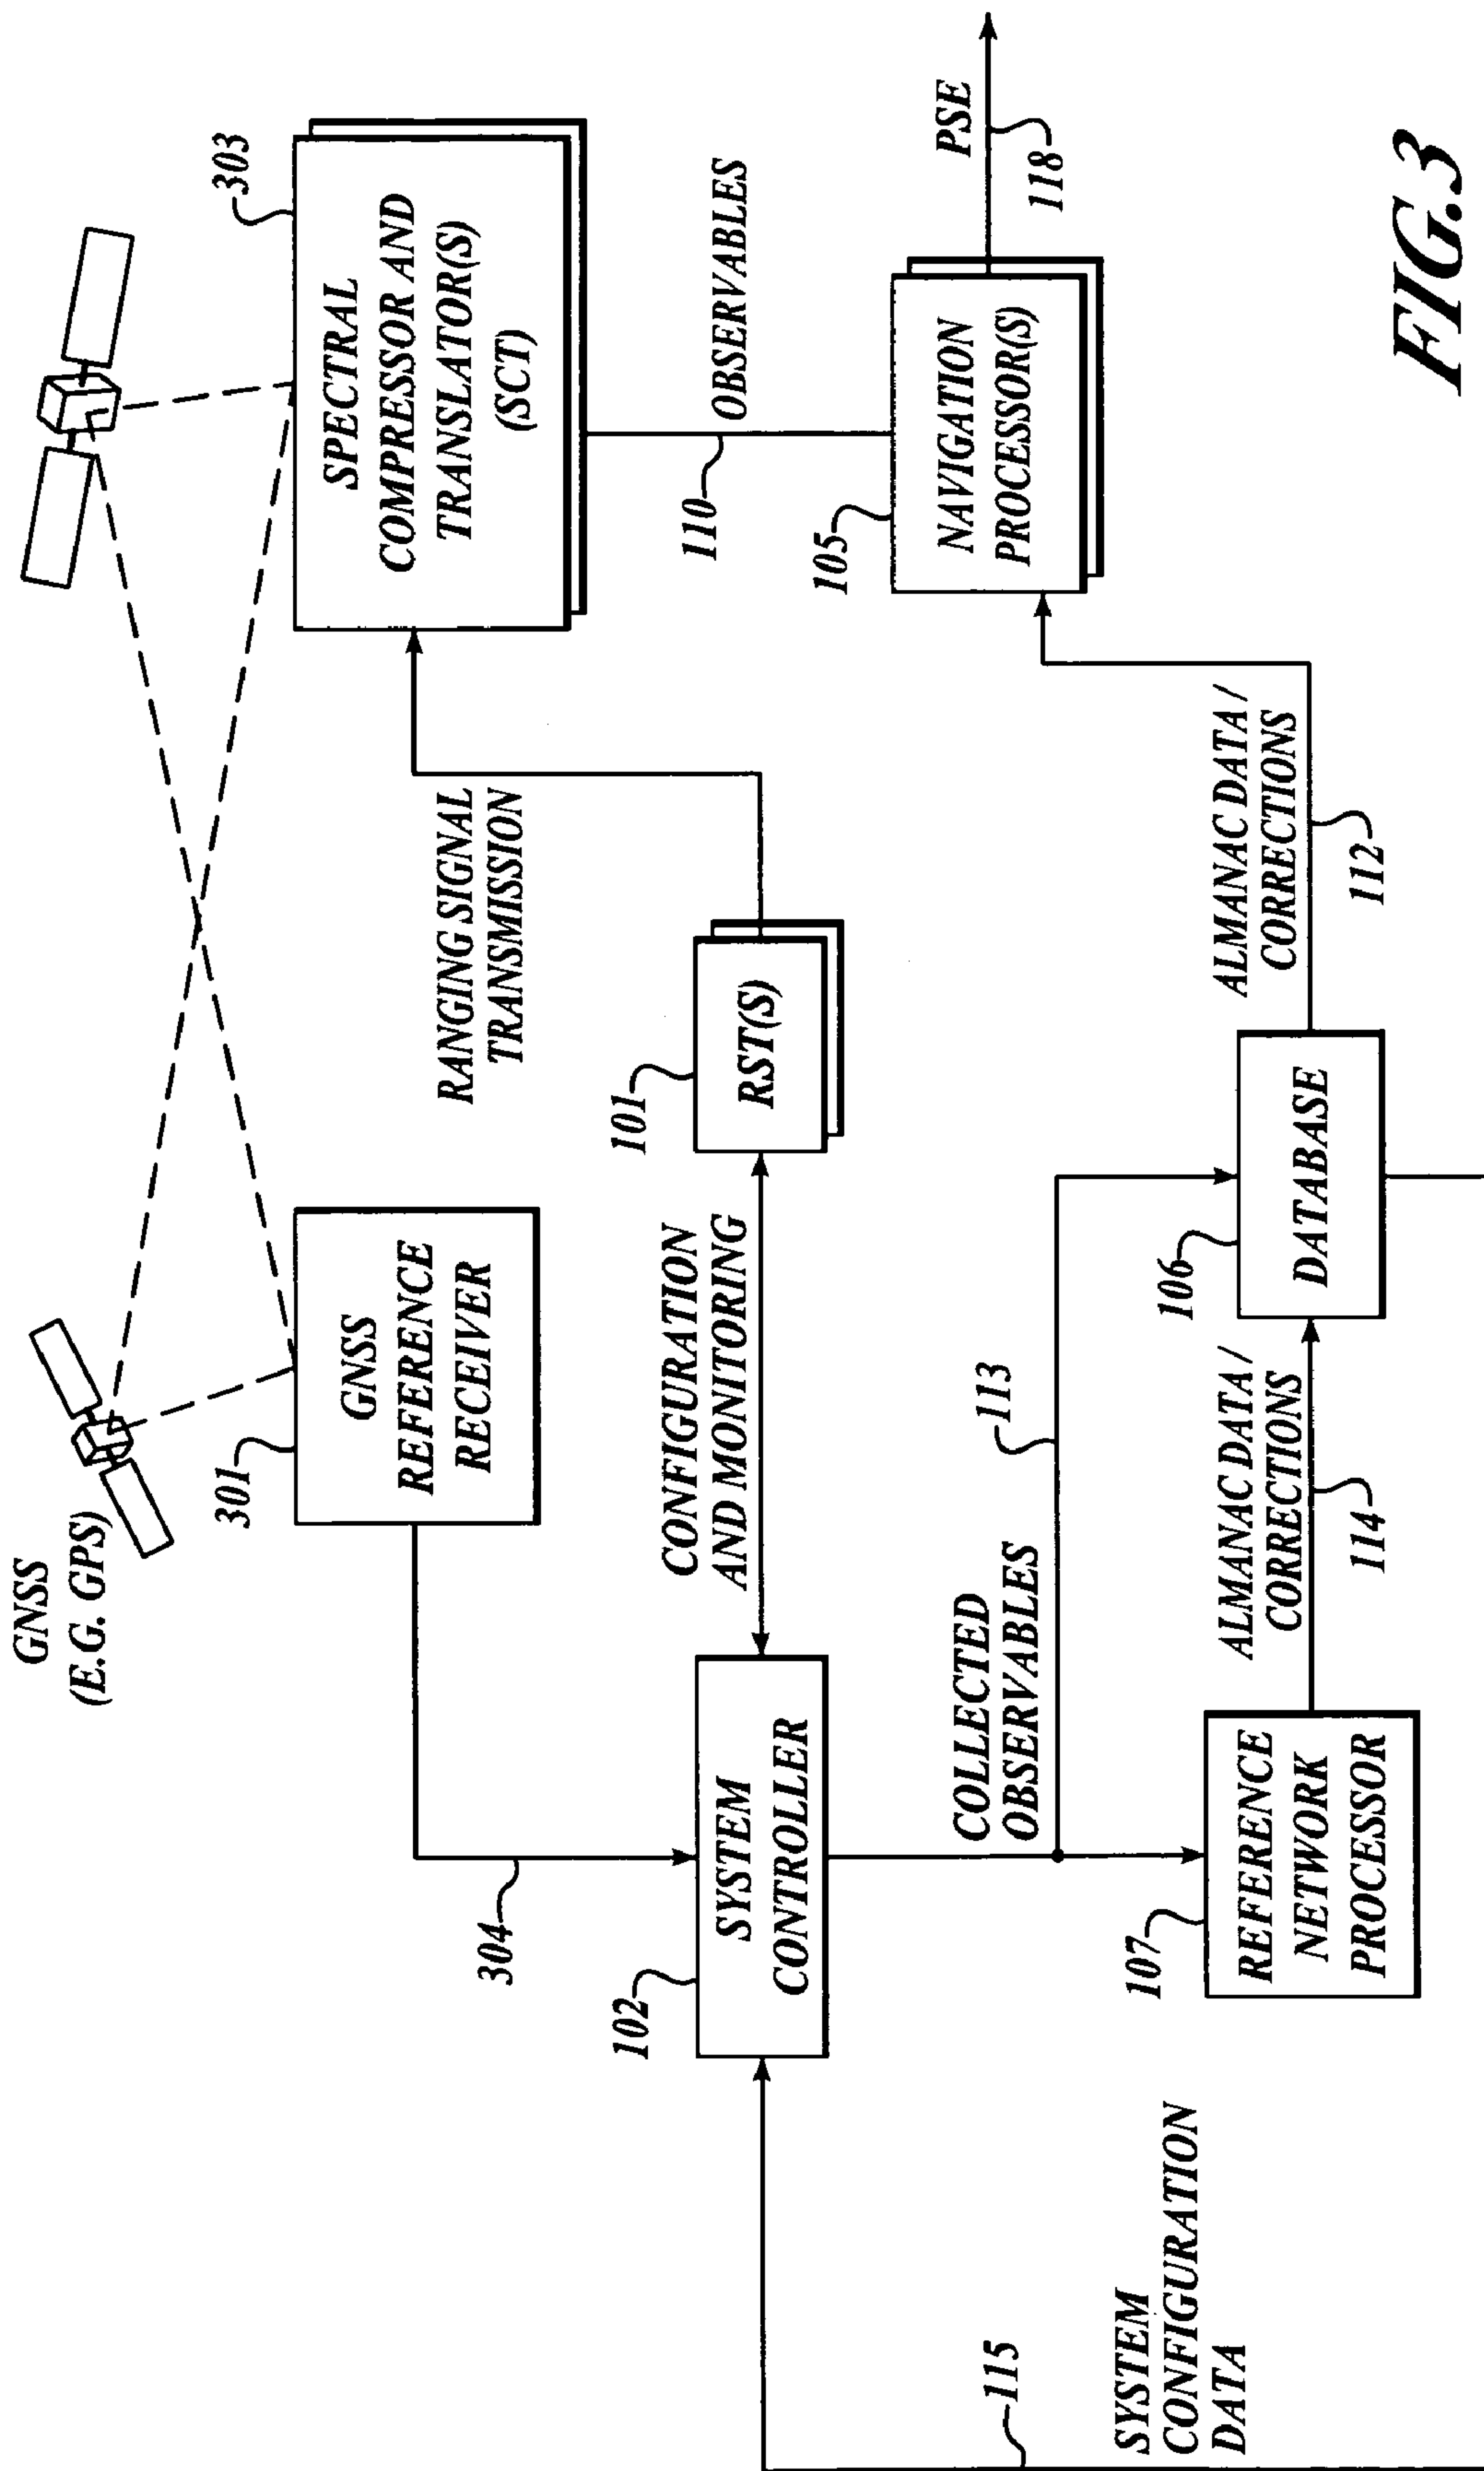 GNSS
(E.G. GPS)
301
GNSS
REFERENCE
RECEIVER
303
SPECTRAL
COMPRESSOR AND
TRANSLATOR(S)
(SCT)
304
RANGING SIGNAL
TRANSMISSION
102
SYSTEM
CONTROLLER
CONFIGURATION
AND MONITORING
101
RST(S)
110
OBSERVABLES
105
NAVIGATION
PROCESSOR(S)
PSE
118
COLLECTED
OBSERVABLES
113
115
SYSTEM
CONFIGURATION
DATA
107
REFERENCE
NETWORK
PROCESSOR
ALMANAC DATA /
CORRECTIONS
114
106
DATABASE
ALMANAC DATA /
CORRECTIONS
112
FIG.3